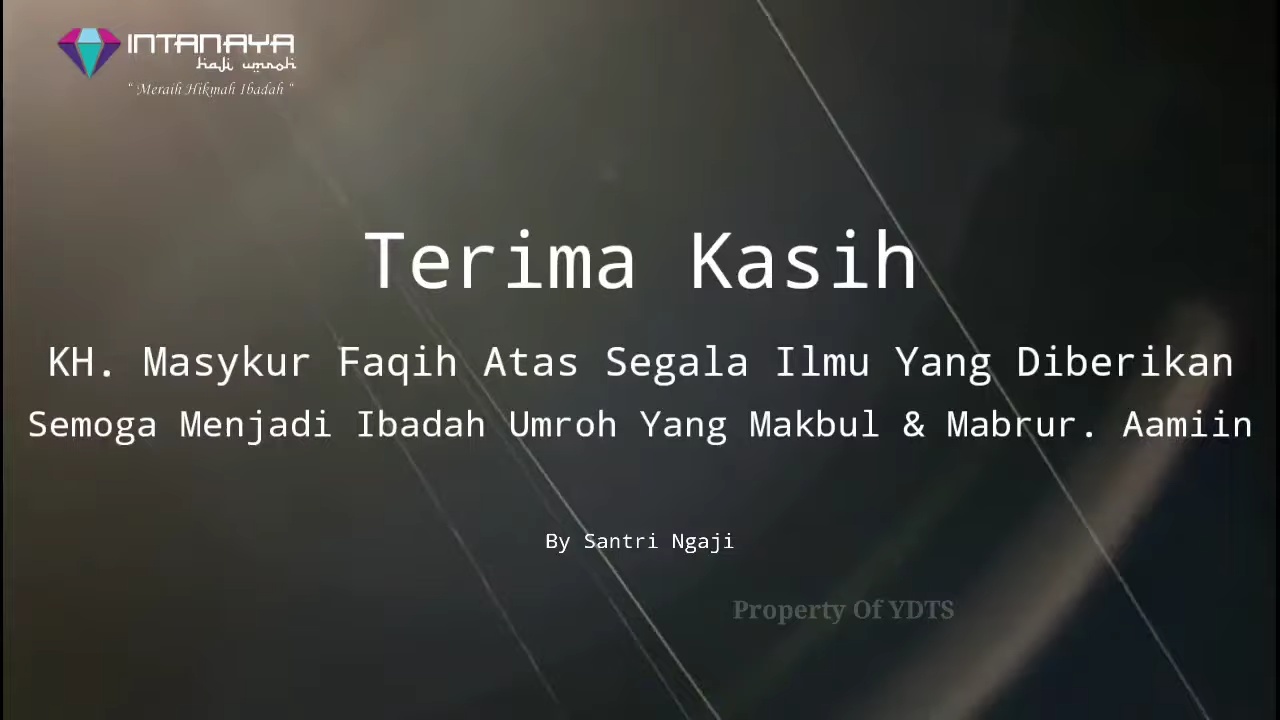 INTANAYA
haji umroh
“ Meraih Hikmah Ibadah “
Terima Kasih
KH. Masykur Faqih Atas Segala Ilmu Yang Diberikan
Semoga Menjadi Ibadah Umroh Yang Makbul & Mabrur. Aamiin
By Santri Ngaji
Property Of YDTS